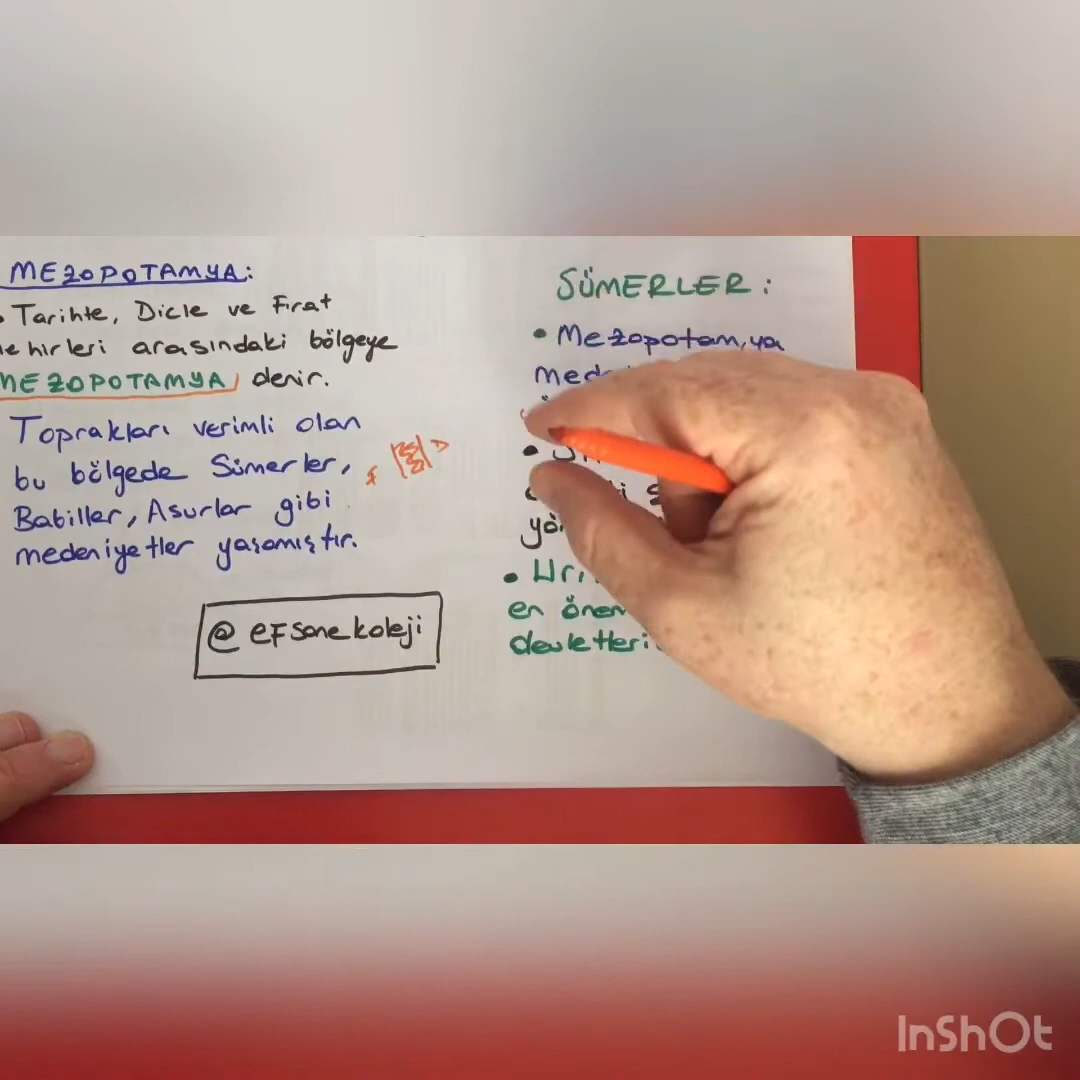 MEZOPOTAMYA:
Tarihte, Dicle ve Fırat
nehirleri arasındaki bölgeye
MEZOPOTAMYA denir.
Toprakları verimli olan
bu bölgede Sümerler,
Babiller, Asurlar gibi
medeniyetler yaşamıştır.
@efsanekoleji
SÜMERLER:
• Mezopotamya
en
devletleri
InShOt